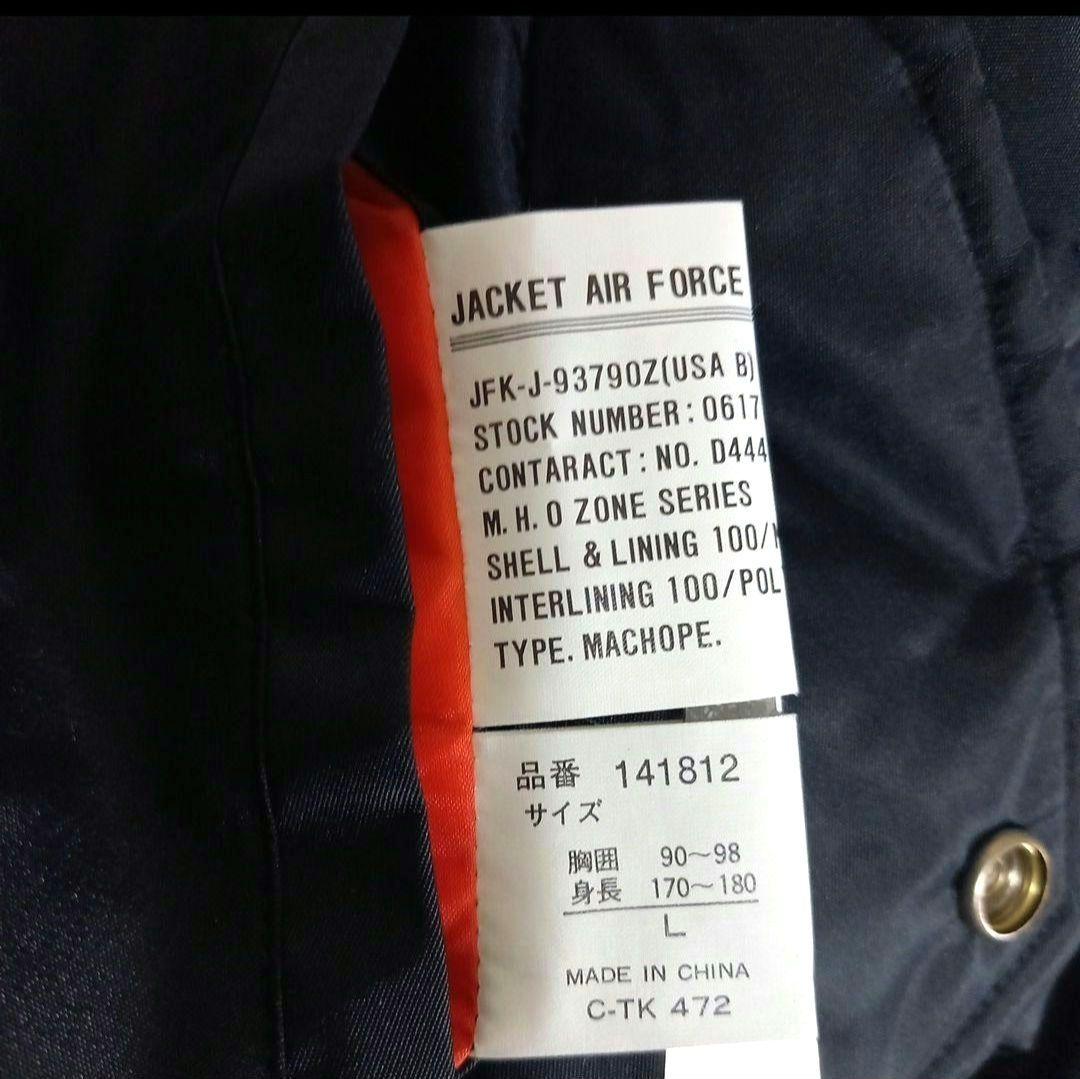 JACKET AIR FORCE
JFK-J-93790Z(USA B)
STOCK NUMBER: 0617
CONTARACT: NO. D444
M.H.O ZONE SERIES
SHELL & LINING 100/
INTERLINING 100/POL
TYPE. MACHOPE.
品番 141812
サイズ
胸囲 90～98
身長 170～180
L
MADE IN CHINA
C-TK 472